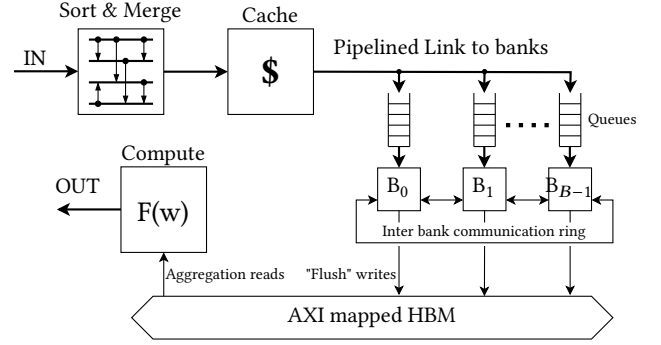 Sort & Merge
Cache
IN
$
Pipelined Link to banks
Queues
Compute
OUT
F(w)
B0
B1
BB−1
Inter bank communication ring
Aggregation reads
"Flush" writes
AXI mapped HBM